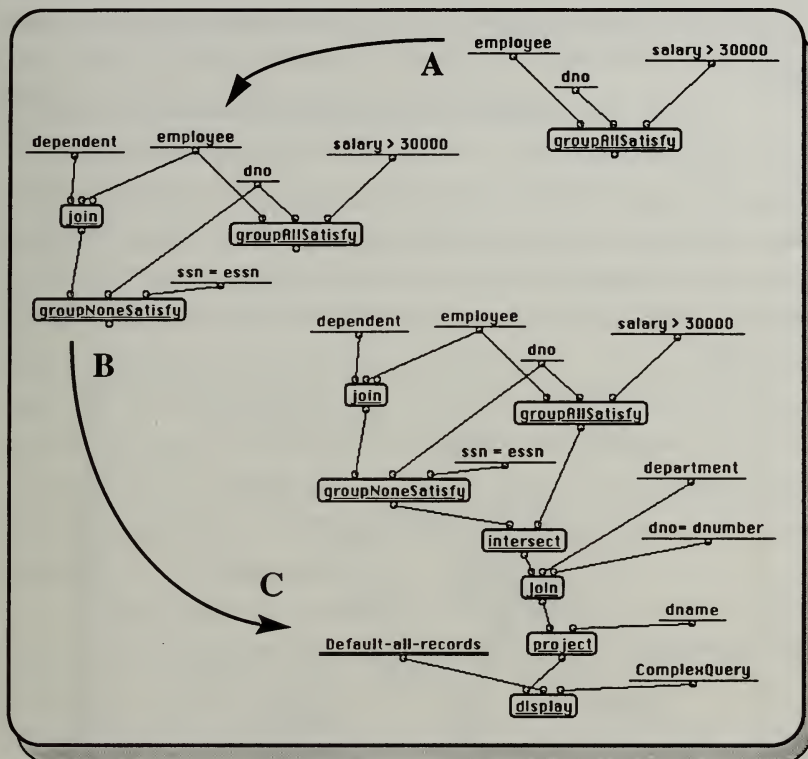 A
employee
salary > 30000
dno
groupAllSatisfy
dependent
employee
salary > 30000
dno
join
groupAllSatisfy
ssn = essn
groupNoneSatisfy
B
dependent
employee
salary > 30000
dno
join
groupAllSatisfy
ssn = essn
groupNoneSatisfy
department
intersect
dno= dnumber
join
C
dname
Default-all-records
project
ComplexQuery
display